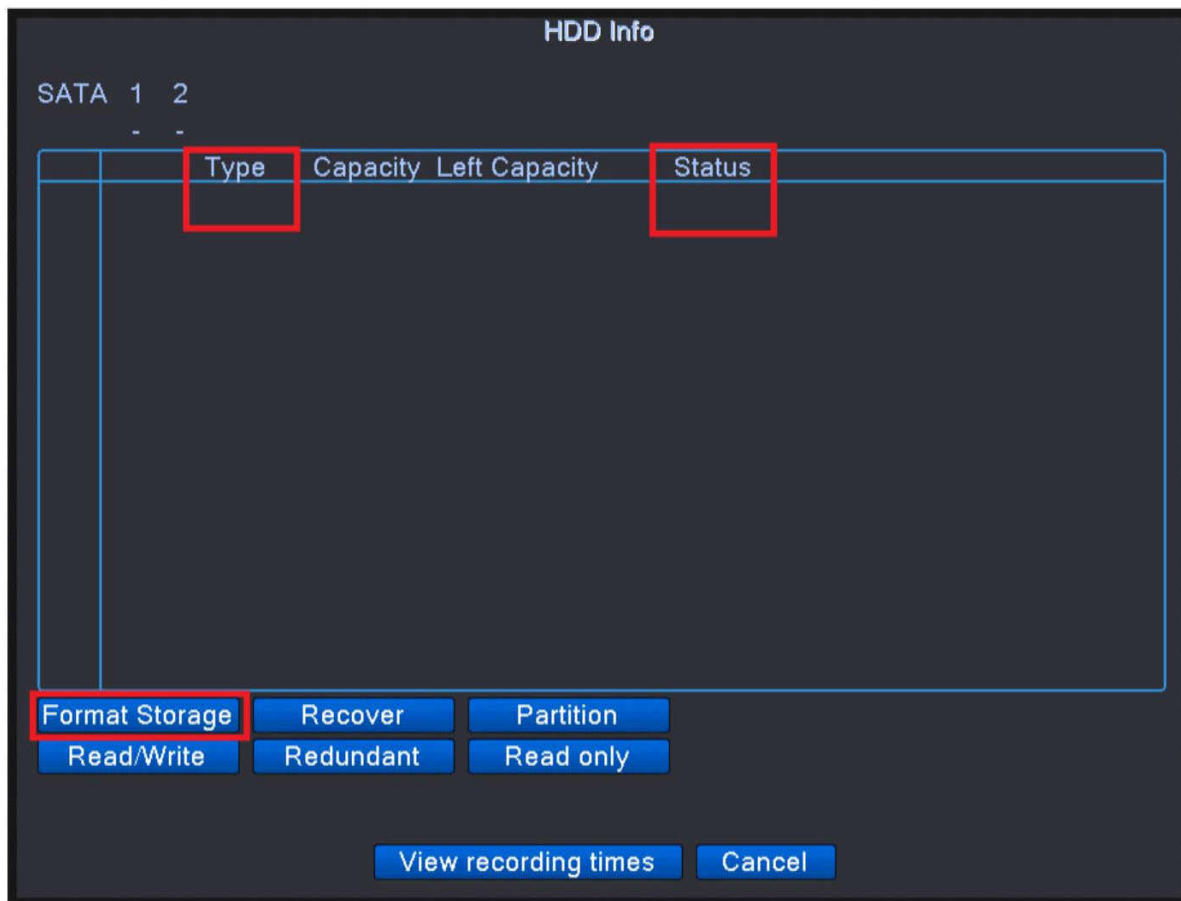 HDD Info
SATA 1 2
- -
Type Capacity Left Capacity Status
Format Storage Recover Partition
Read/Write Redundant Read only
View recording times Cancel